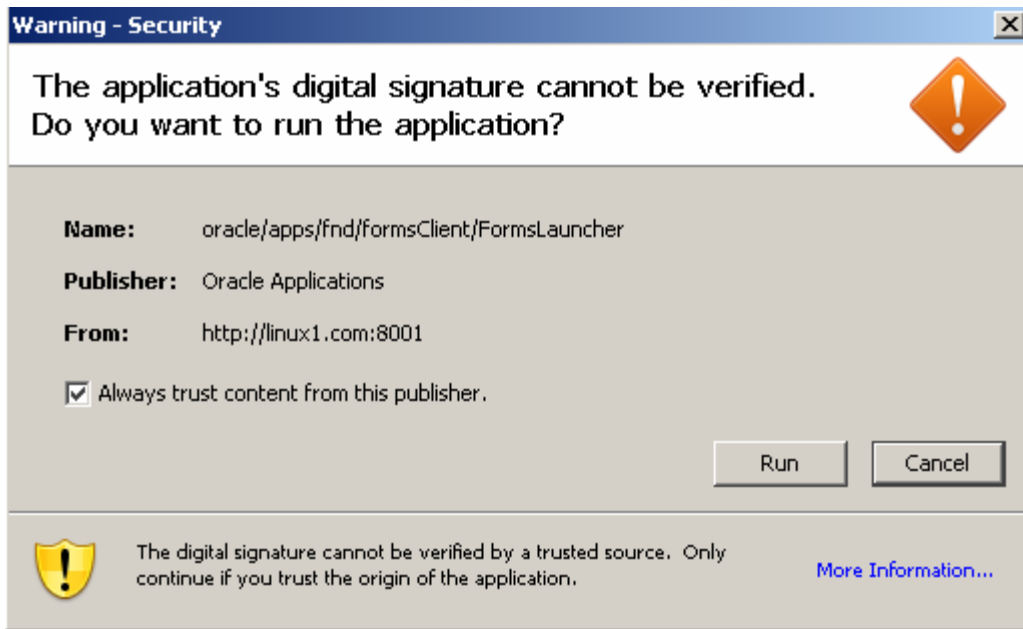 Warning - Security
The application's digital signature cannot be verified.
Do you want to run the application?
Name: oracle/apps/fnd/formsClient/FormsLauncher
Publisher: Oracle Applications
From: http://linux1.com:8001
Always trust content from this publisher.
Run Cancel
The digital signature cannot be verified by a trusted source. Only
continue if you trust the origin of the application.
More Information...